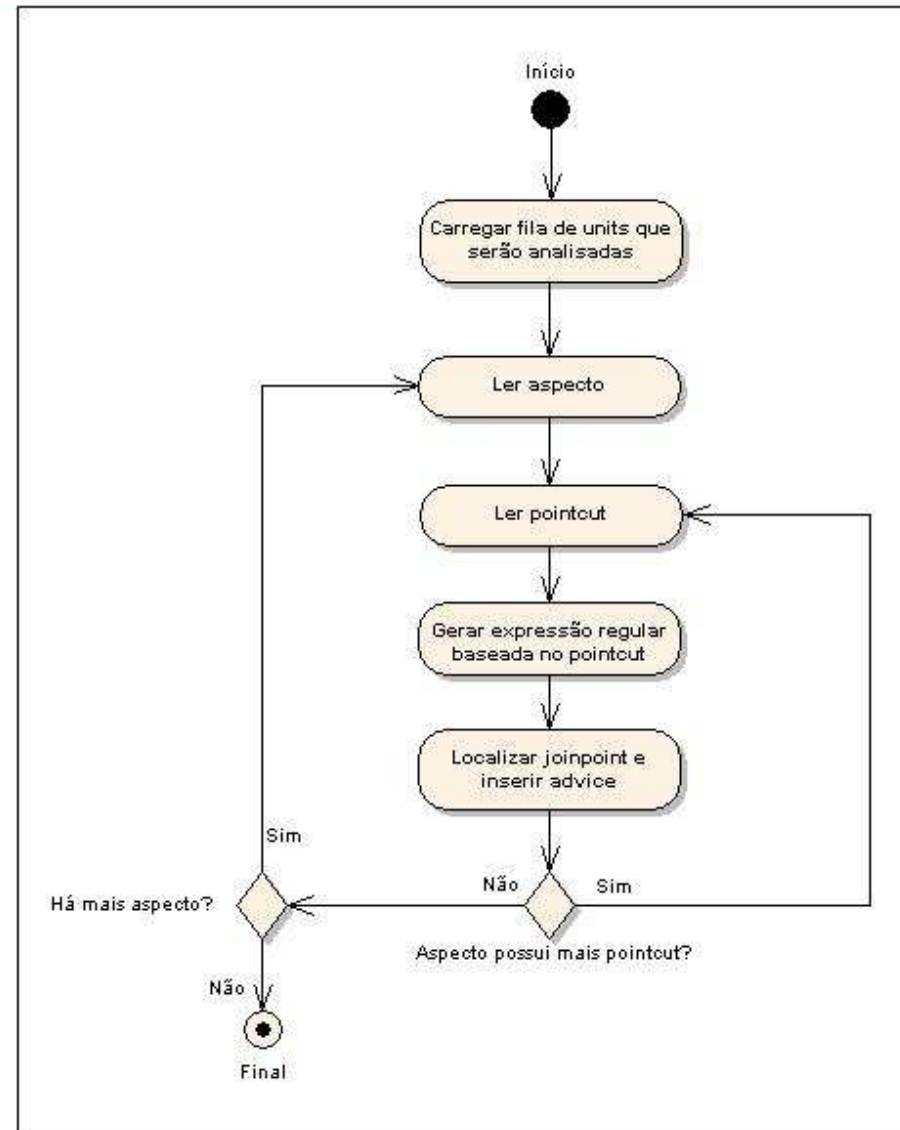 Início
Carregar fila de units que
serão analisadas
Ler aspecto
Ler pointcut
Gerar expressão regular
baseada no pointcut
Localizar joinpoint e
inserir advice
Sim
Não
Sim
Há mais aspecto?
Aspecto possui mais pointcut?
Não
Final